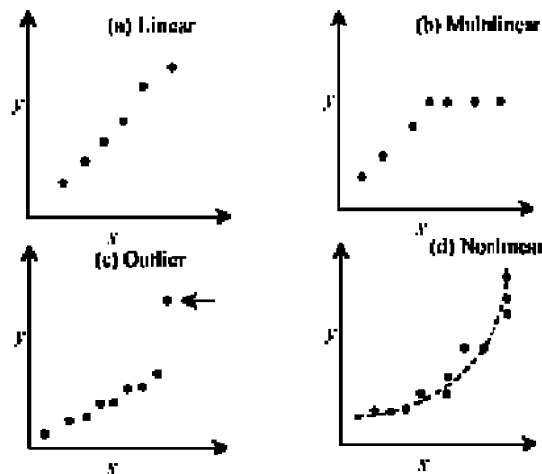 (a) Linear
y
x
(b) Multilinear
y
x
(c) Outlier
y
x
(d) Nonlinear
y
x